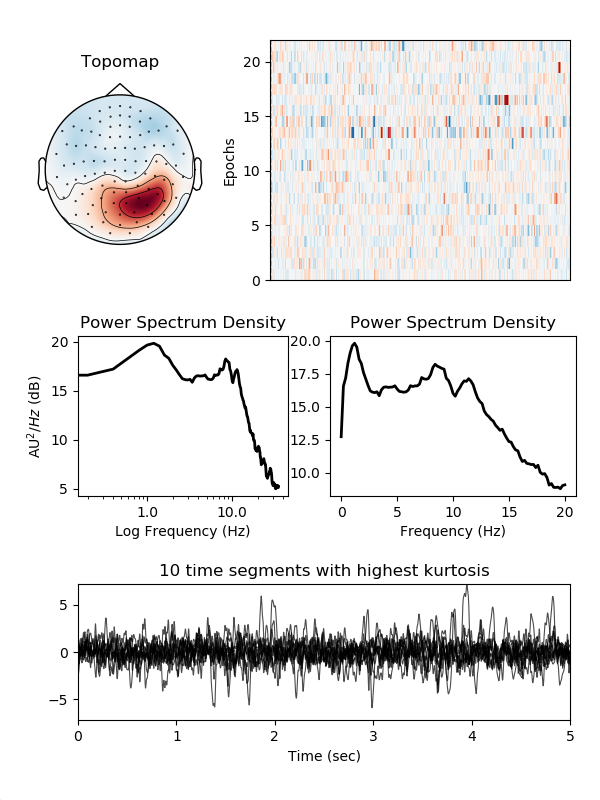 Topomap
Epochs
20
15
10
5
0
Power Spectrum Density
AU²/Hz (dB)
20
15
10
5
1.0 10.0
Log Frequency (Hz)
Power Spectrum Density
20.0
17.5
15.0
12.5
10.0
0 5 10 15 20
Frequency (Hz)
10 time segments with highest kurtosis
5
0
−5
0 1 2 3 4 5
Time (sec)